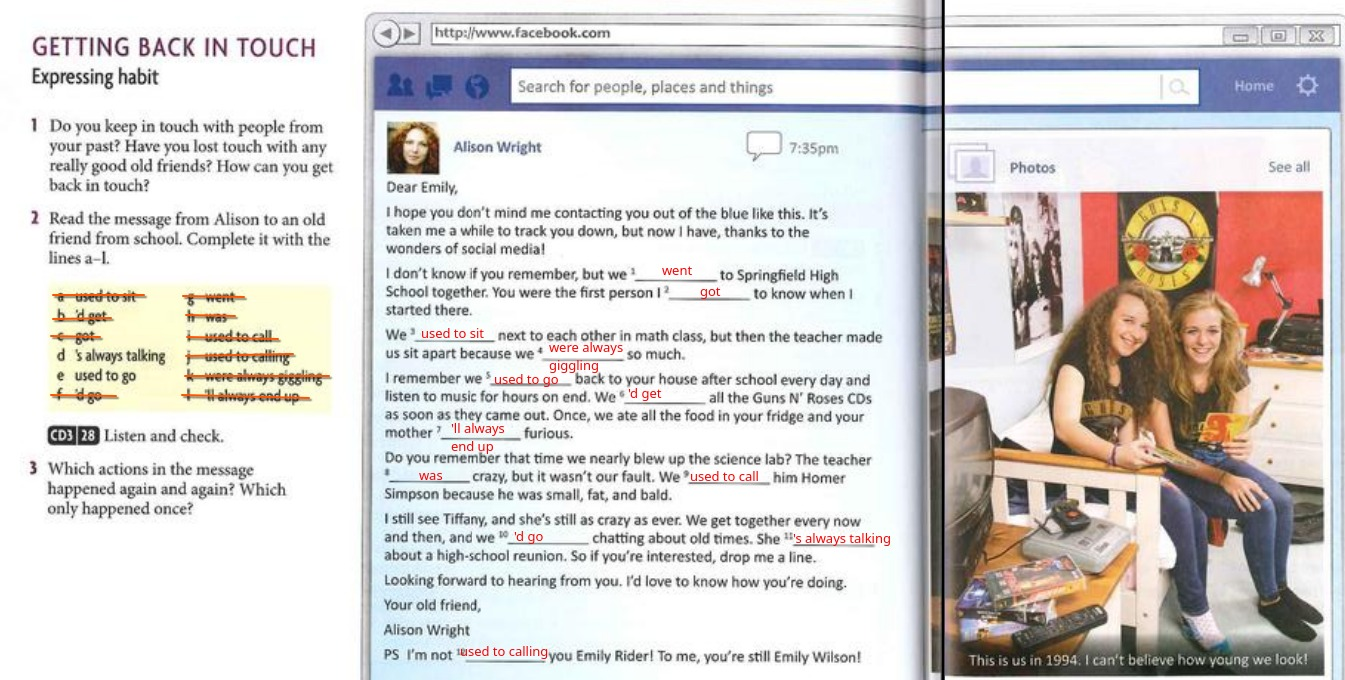 GETTING BACK IN TOUCH
Expressing habit
1 Do you keep in touch with people from
your past? Have you lost touch with any
really good old friends? How can you get
back in touch?
2 Read the message from Alison to an old
friend from school. Complete it with the
lines a–l.
a used to sit
b 'd get
c got
d 's always talking
e used to go
f 'd go
g went
h was
i used to call
j used to calling
k were always giggling
l 'll always end up
CD3 28 Listen and check.
3 Which actions in the message
happened again and again? Which
only happened once?
http://www.facebook.com
Search for people, places and things
Home
Alison Wright
7:35pm
Dear Emily,
I hope you don't mind me contacting you out of the blue like this. It's
taken me a while to track you down, but now I have, thanks to the
wonders of social media!
I don't know if you remember, but we 1 went to Springfield High
School together. You were the first person I 2 got to know when I
started there.
We 3 used to sit next to each other in math class, but then the teacher made
us sit apart because we 4 were always giggling so much.
I remember we 5 used to go back to your house after school every day and
listen to music for hours on end. We 6 'd get all the Guns N' Roses CDs
as soon as they came out. Once, we ate all the food in your fridge and your
mother 7 'll always end up furious.
Do you remember that time we nearly blew up the science lab? The teacher
8 was crazy, but it wasn't our fault. We 9 used to call him Homer
Simpson because he was small, fat, and bald.
I still see Tiffany, and she's still as crazy as ever. We get together every now
and then, and we 10 'd go chatting about old times. She 11 's always talking
about a high-school reunion. So if you're interested, drop me a line.
Looking forward to hearing from you. I'd love to know how you're doing.
Your old friend,
Alison Wright
PS I'm not used to calling you Emily Rider! To me, you're still Emily Wilson!
Photos
See all
GUNS N
ROSES
GUNS
This is us in 1994. I can't believe how young we look!